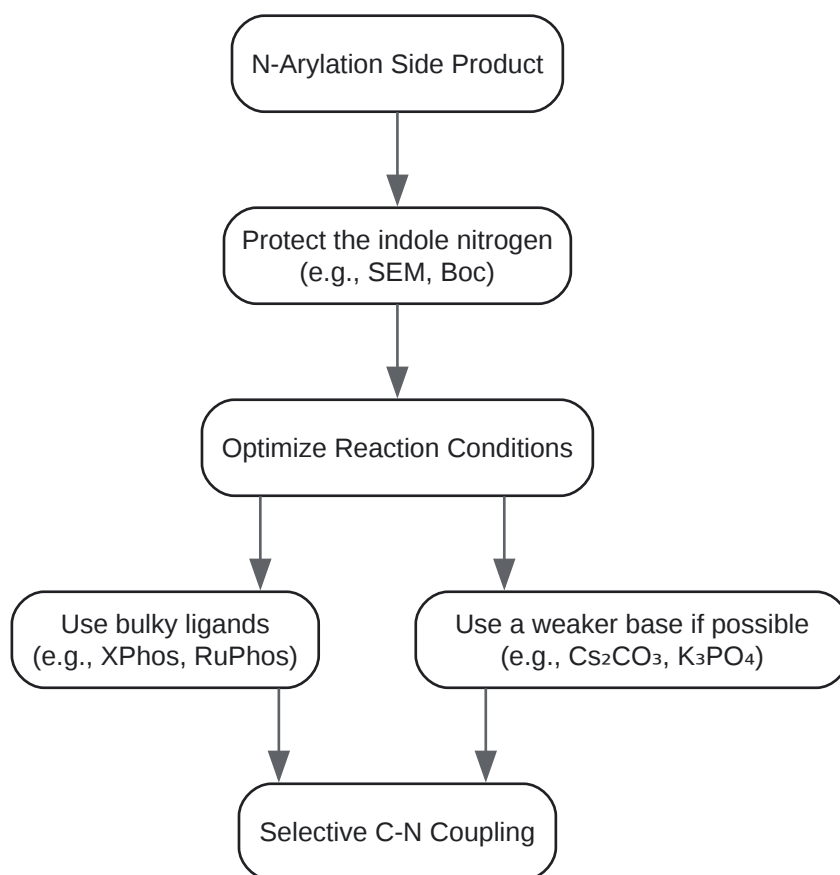 N-Arylation Side Product
Protect the indole nitrogen
(e.g., SEM, Boc)
Optimize Reaction Conditions
Use bulky ligands
(e.g., XPhos, RuPhos)
Use a weaker base if possible
(e.g., Cs₂CO₃, K₃PO₄)
Selective C-N Coupling